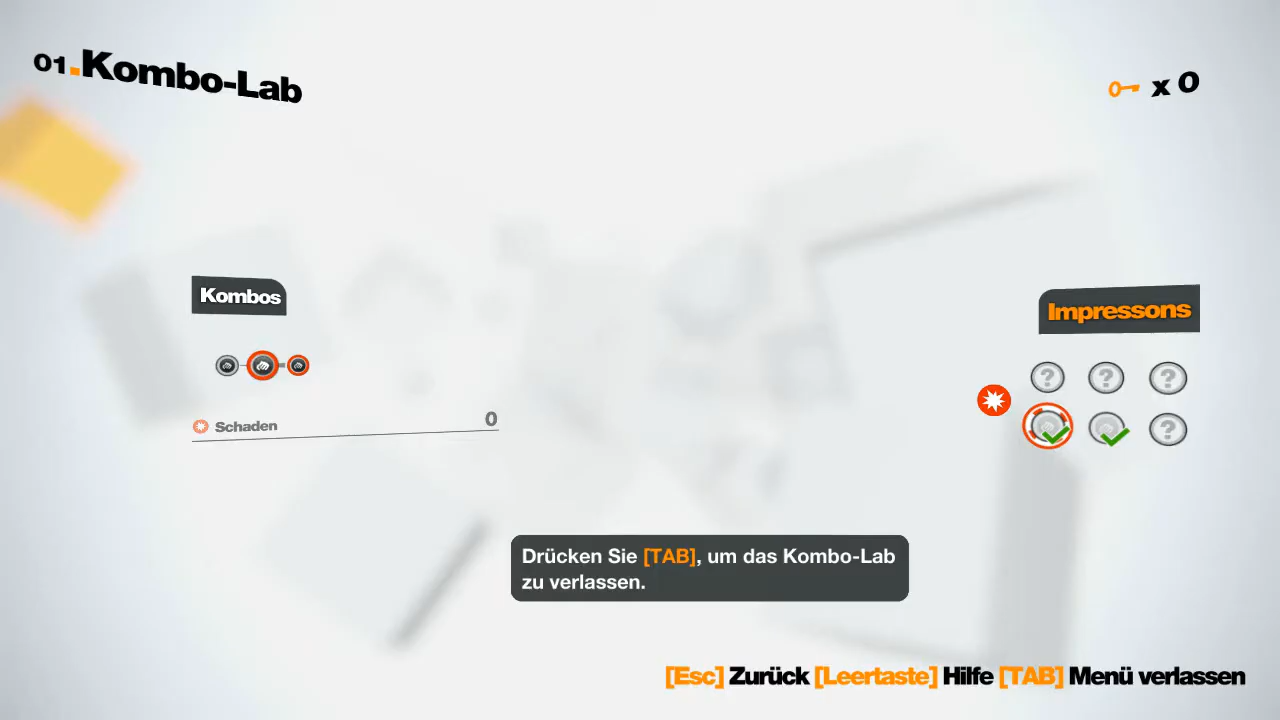 01.Kombo-Lab
x 0
Kombos
Impressons
? ? ?
?
Schaden 0
Drücken Sie [TAB], um das Kombo-Lab
zu verlassen.
[Esc] Zurück [Leertaste] Hilfe [TAB] Menü verlassen